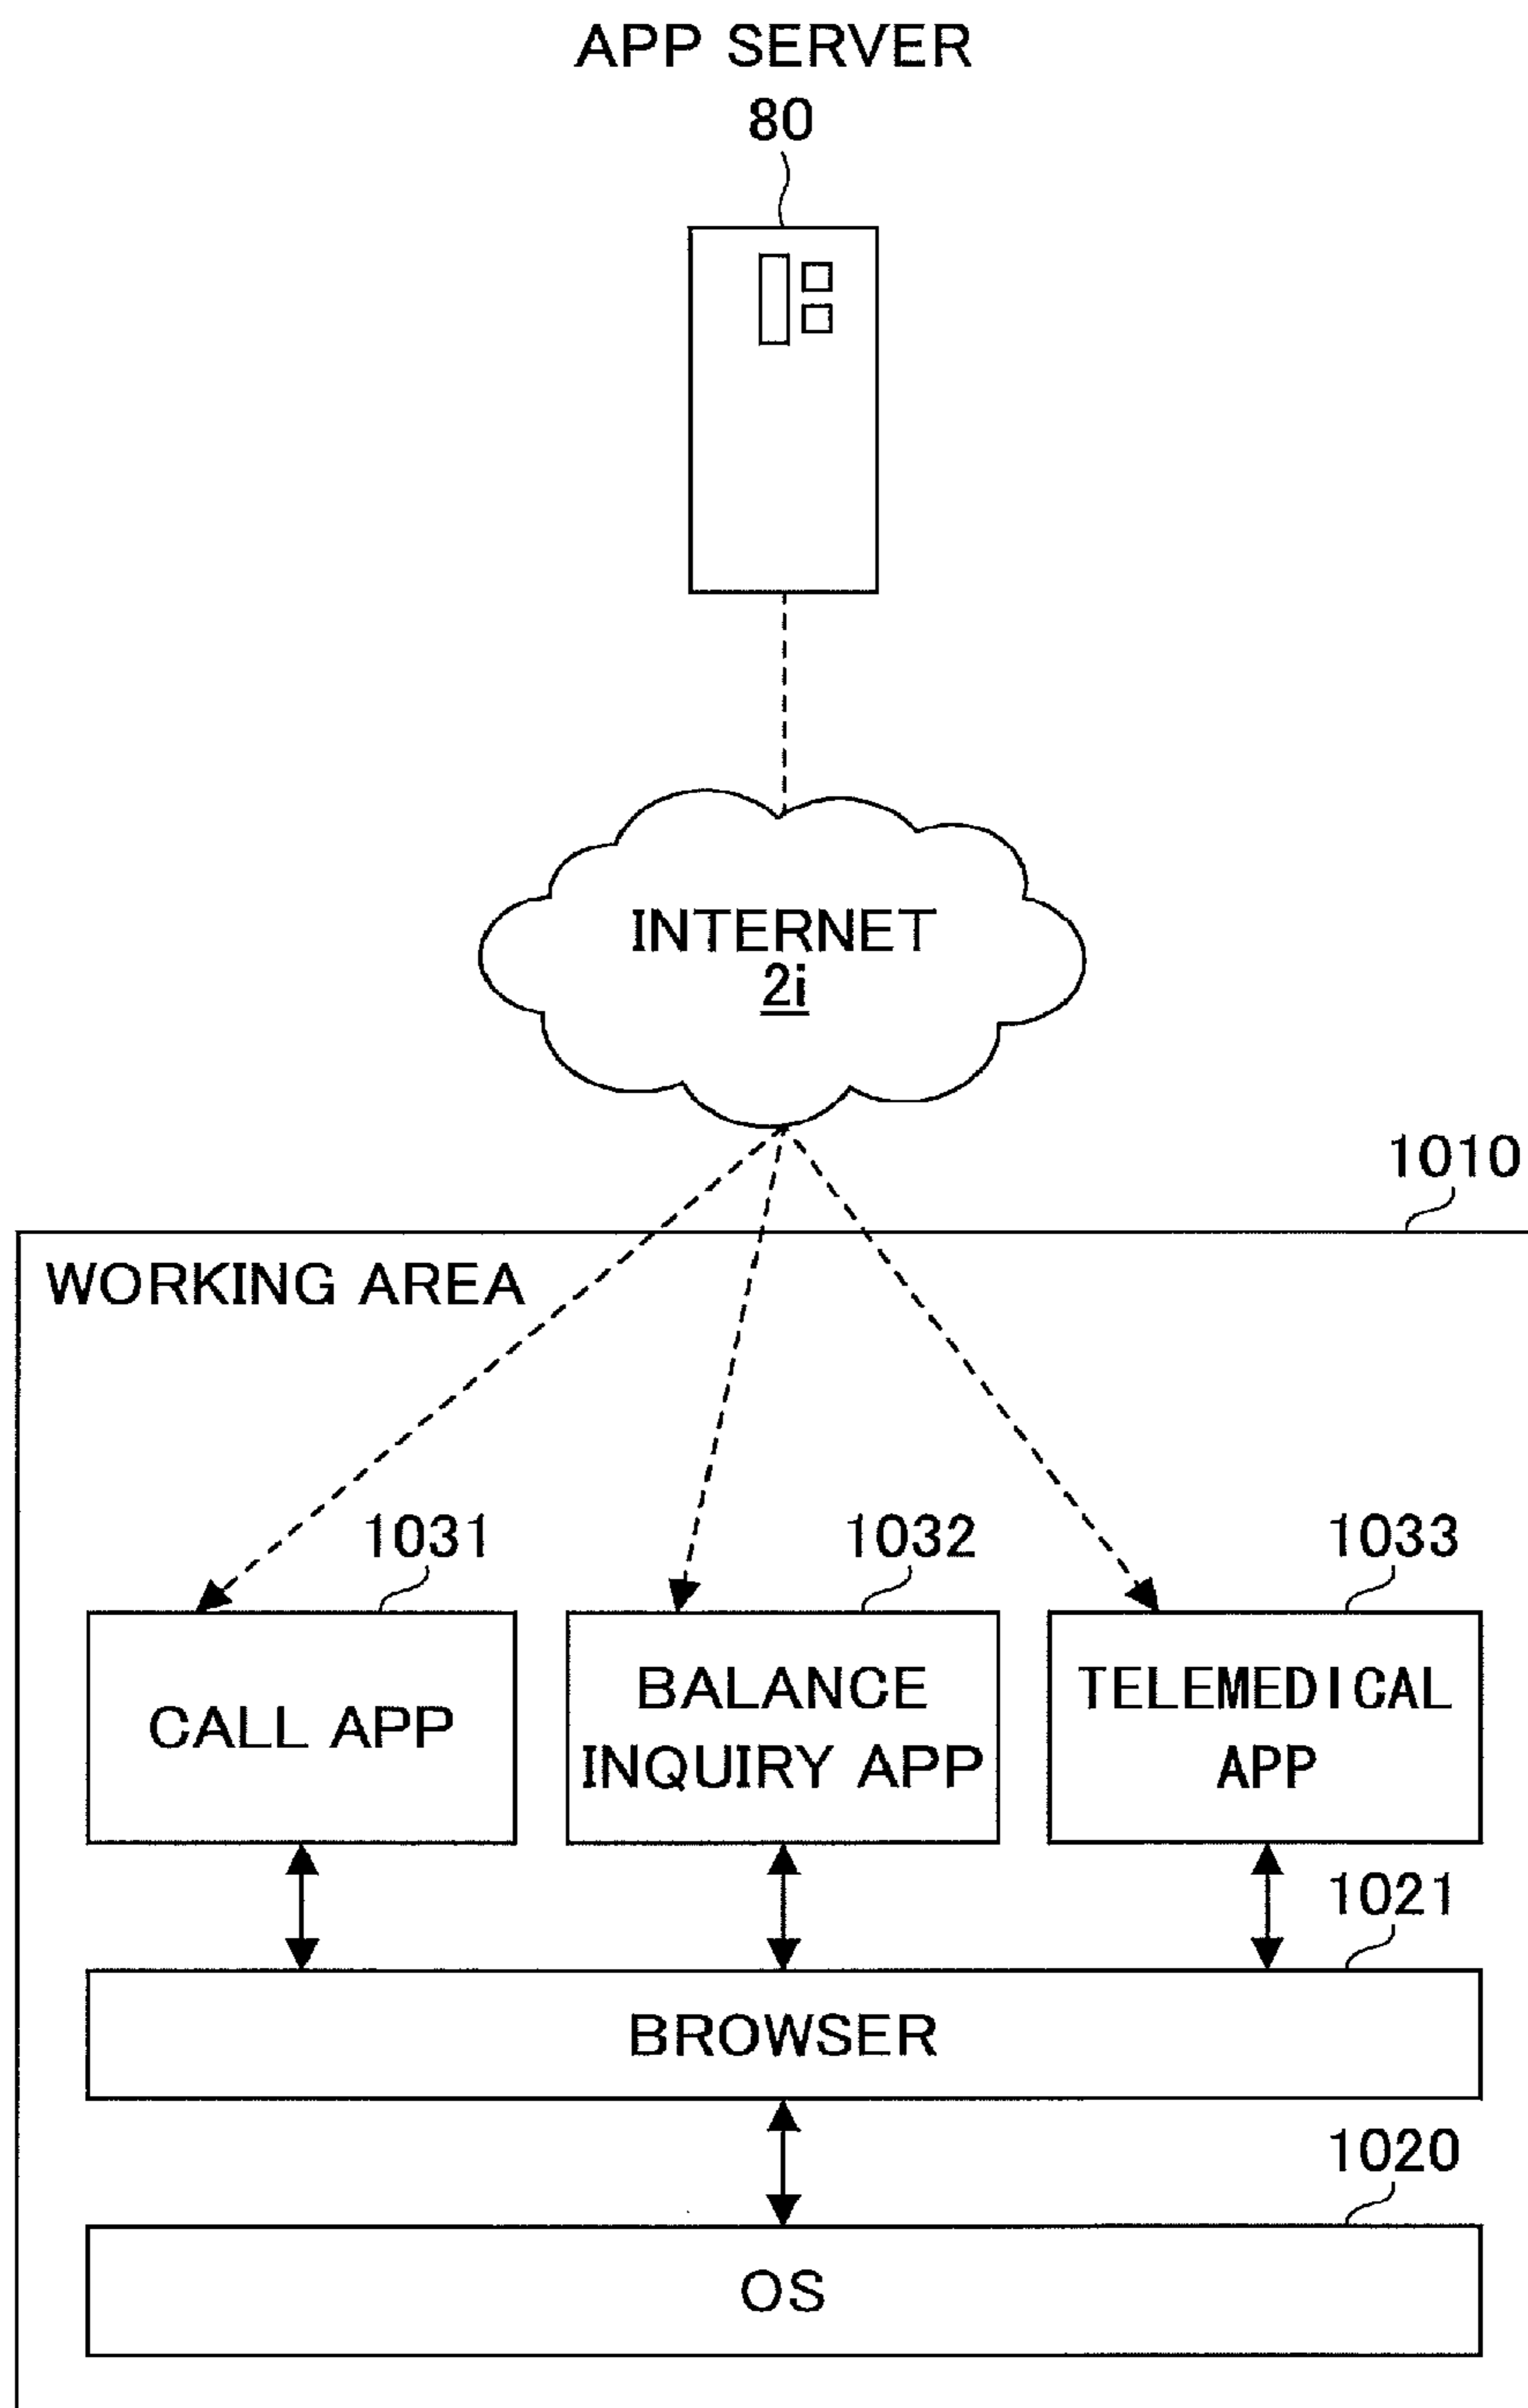 APP SERVER
80
INTERNET
2i
1010
WORKING AREA
1031
1032
1033
CALL APP
BALANCE
INQUIRY APP
TELEMEDICAL
APP
1021
BROWSER
1020
OS